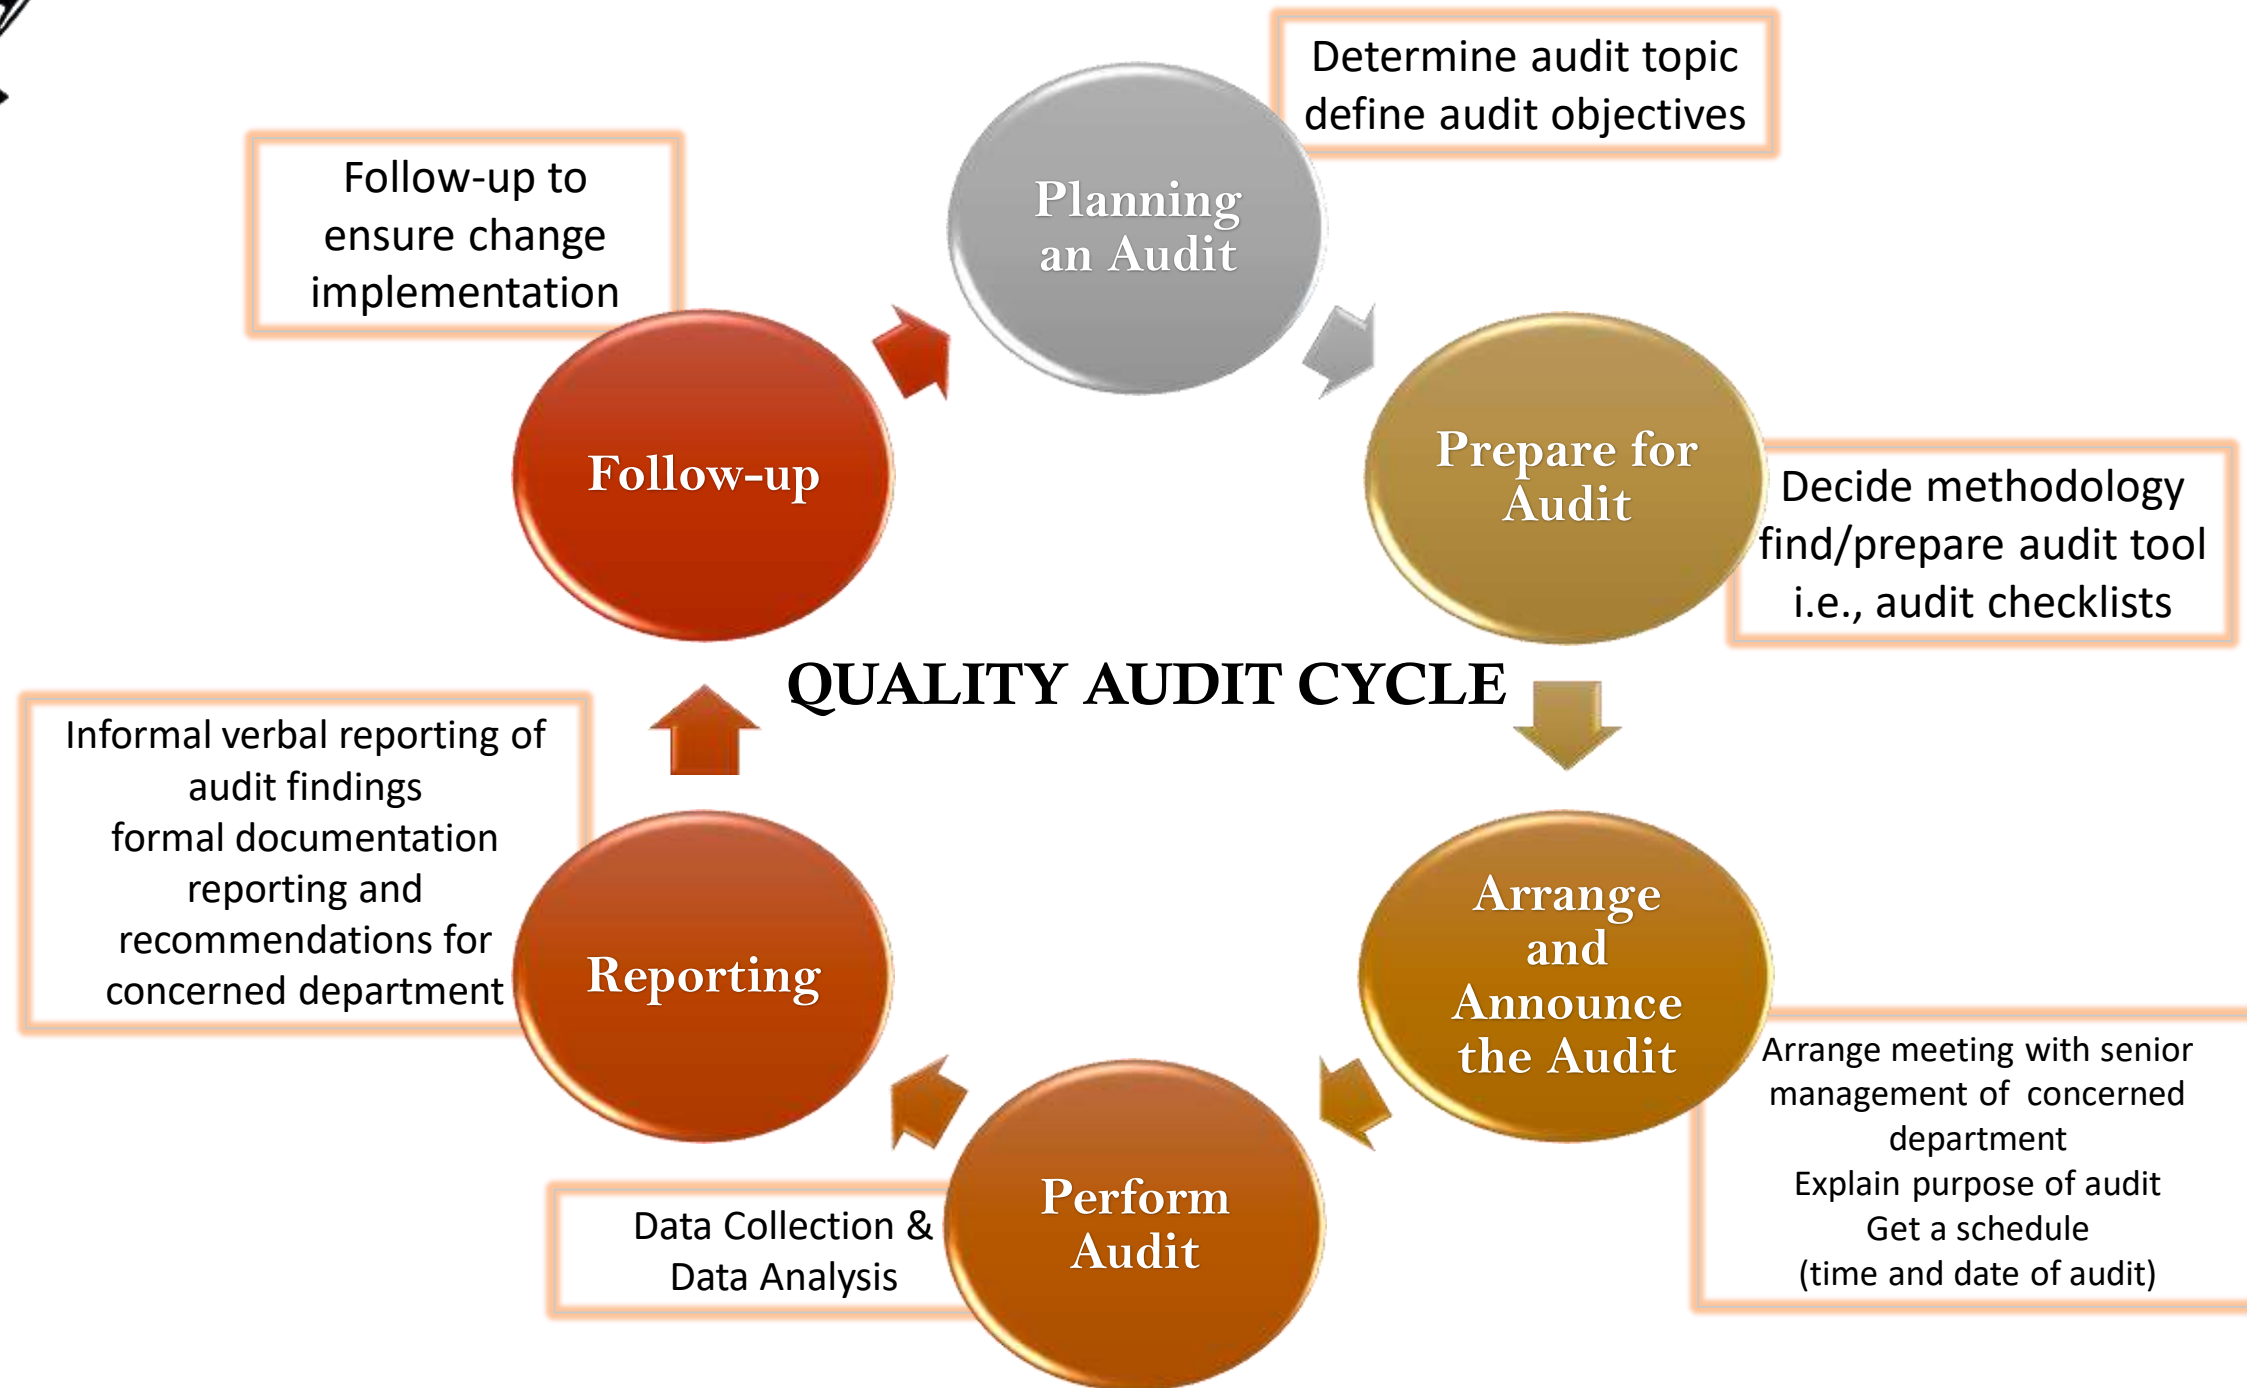 Determine audit topic
define audit objectives
Planning
an Audit
Follow-up to
ensure change
implementation
Follow-up
Prepare for
Audit
Decide methodology
find/prepare audit tool
i.e., audit checklists
QUALITY AUDIT CYCLE
Informal verbal reporting of
audit findings
formal documentation
reporting and
recommendations for
concerned department
Reporting
Arrange
and
Announce
the Audit
Arrange meeting with senior
management of  concerned
department
Explain purpose of audit
Get a schedule
(time and date of audit)
Perform
Audit
Data Collection &
Data Analysis